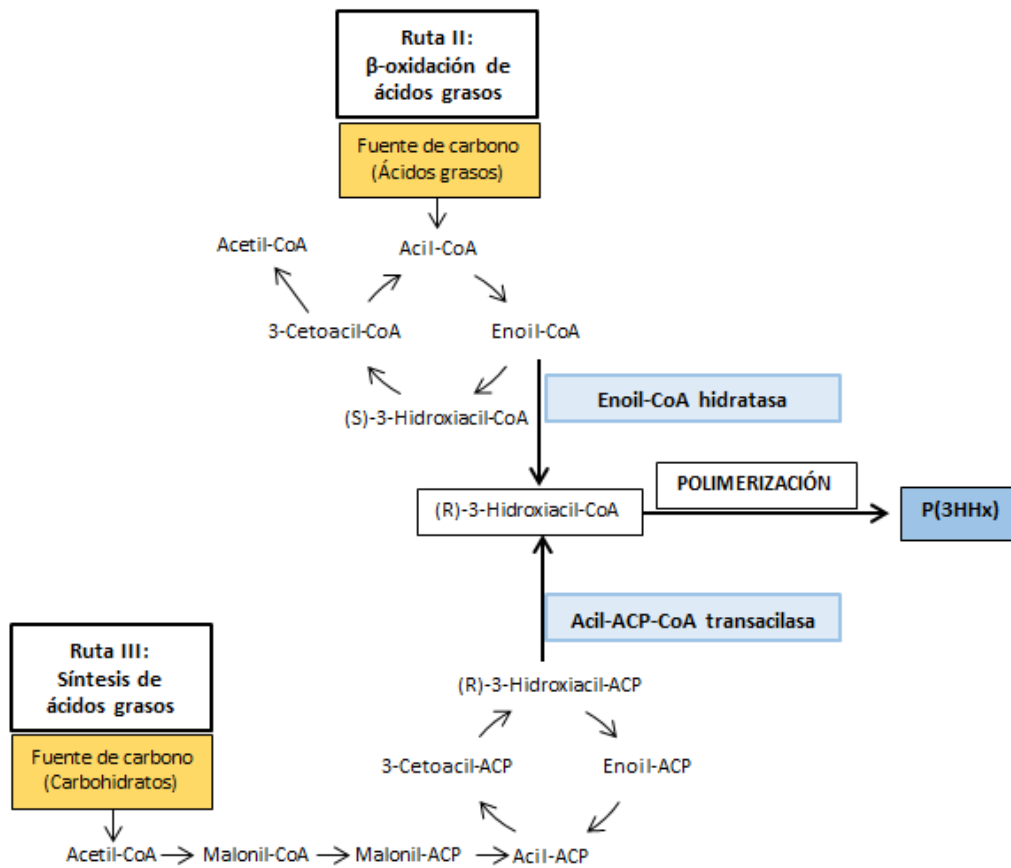 Ruta II:
β-oxidación de
ácidos grasos
Fuente de carbono
(Ácidos grasos)
Acetil-CoA
Acil-CoA
3-Cetoacil-CoA
Enoil-CoA
(S)-3-Hidroxiacil-CoA
Enoil-CoA hidratasa
(R)-3-Hidroxiacil-CoA
POLIMERIZACIÓN
P(3HHx)
Acil-ACP-CoA transacilasa
Ruta III:
Síntesis de
ácidos grasos
Fuente de carbono
(Carbohidratos)
(R)-3-Hidroxiacil-ACP
3-Cetoacil-ACP
Enoil-ACP
Acetil-CoA
Malonil-CoA
Malonil-ACP
Acil-ACP